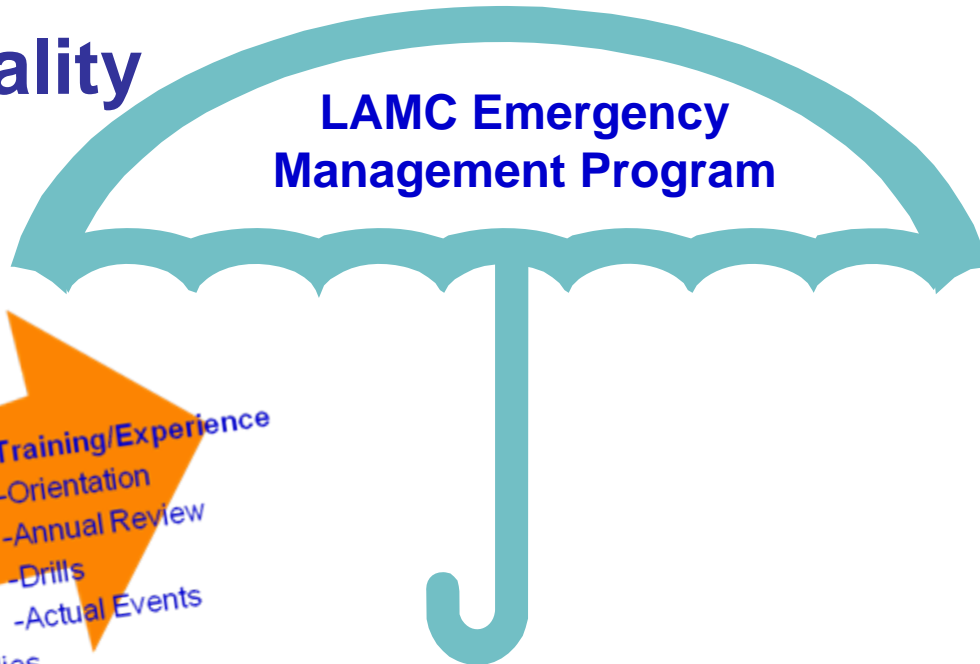 ality
LAMC Emergency
Management Program
Training/Experience
-Orientation
-Annual Review
-Drills
-Actual Events